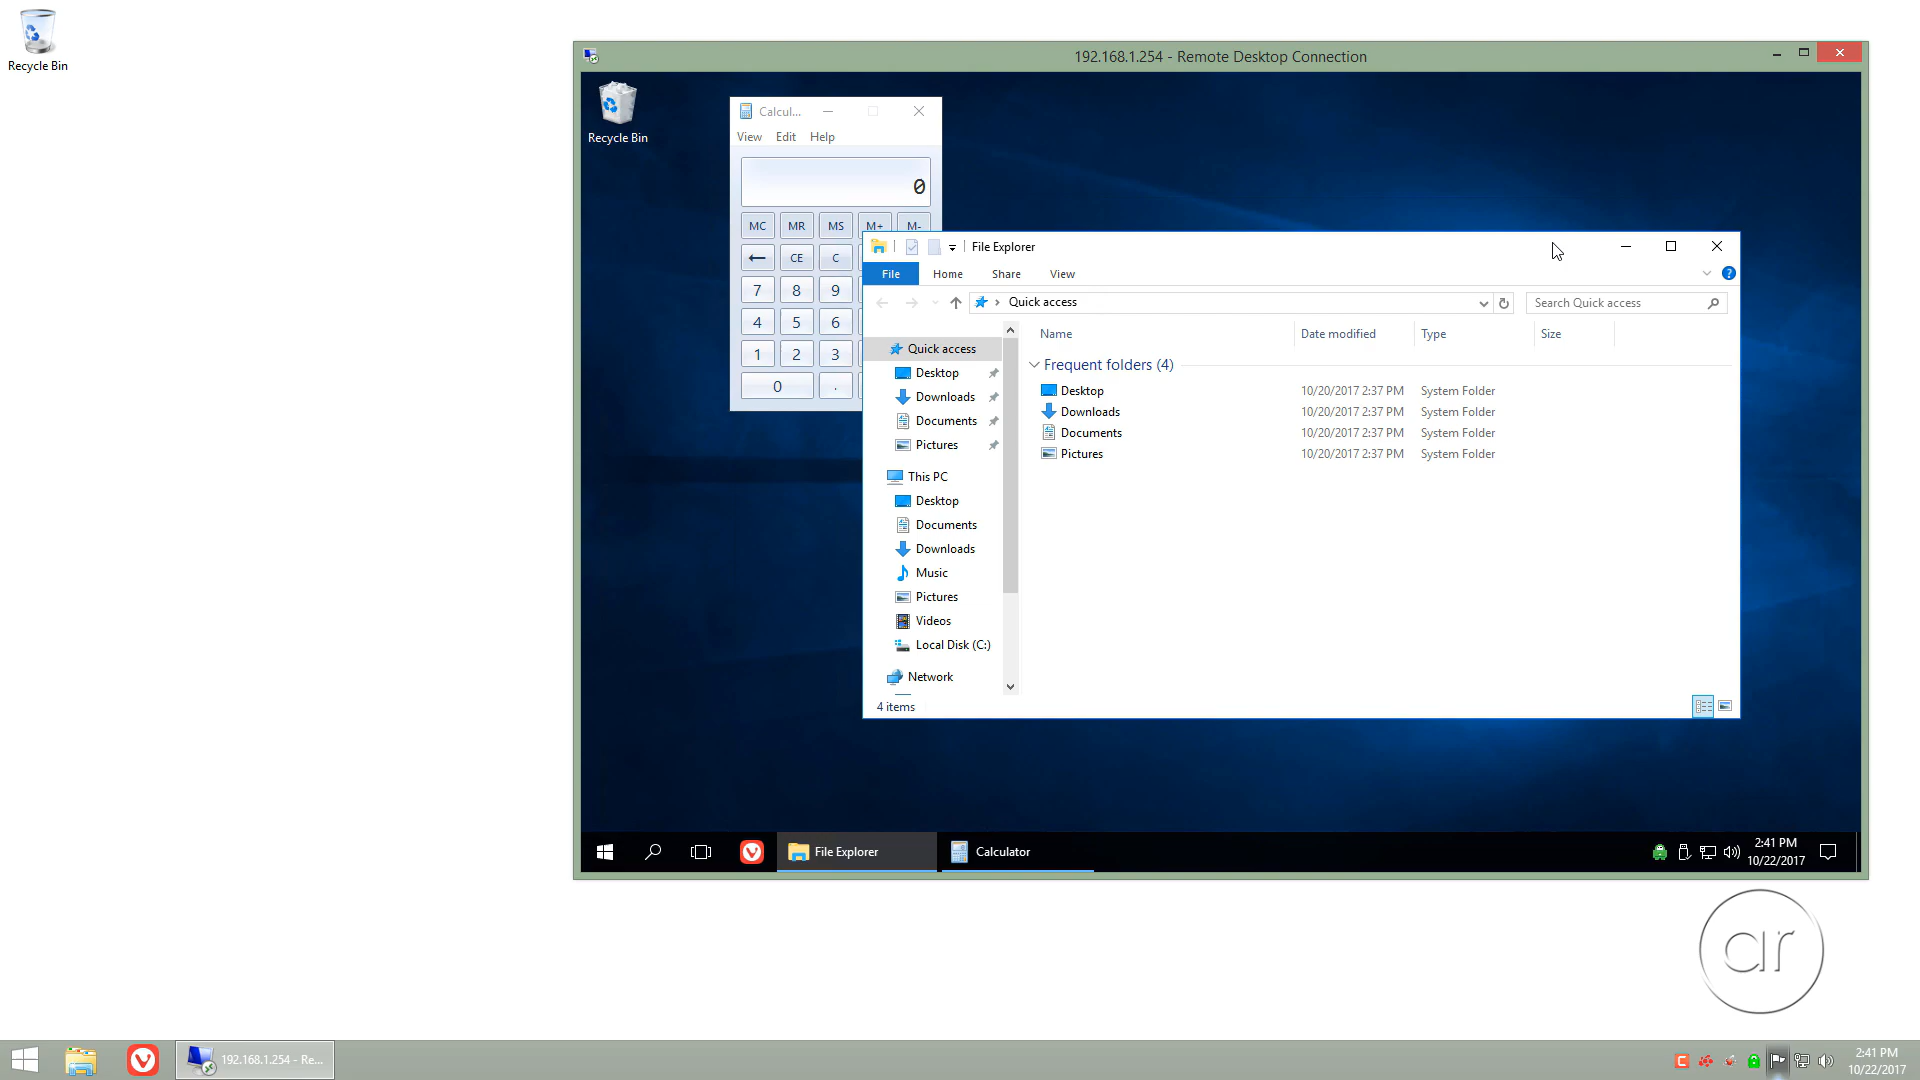 Recycle Bin
192.168.1.254 - Remote Desktop Connection
Recycle Bin
Calcul...
View Edit Help
0
MC MR MS M+ M-
← CE C
7 8 9
4 5 6
1 2 3
0 .
File Explorer
File Home Share View
Quick access
Search Quick access
Name Date modified Type Size
Quick access
Desktop
Downloads
Documents
Pictures
This PC
Desktop
Documents
Downloads
Music
Pictures
Videos
Local Disk (C:)
Network
Frequent folders (4)
Desktop 10/20/2017 2:37 PM System Folder
Downloads 10/20/2017 2:37 PM System Folder
Documents 10/20/2017 2:37 PM System Folder
Pictures 10/20/2017 2:37 PM System Folder
4 items
File Explorer
Calculator
2:41 PM
10/22/2017
ar
192.168.1.254 - Re...
2:41 PM
10/22/2017